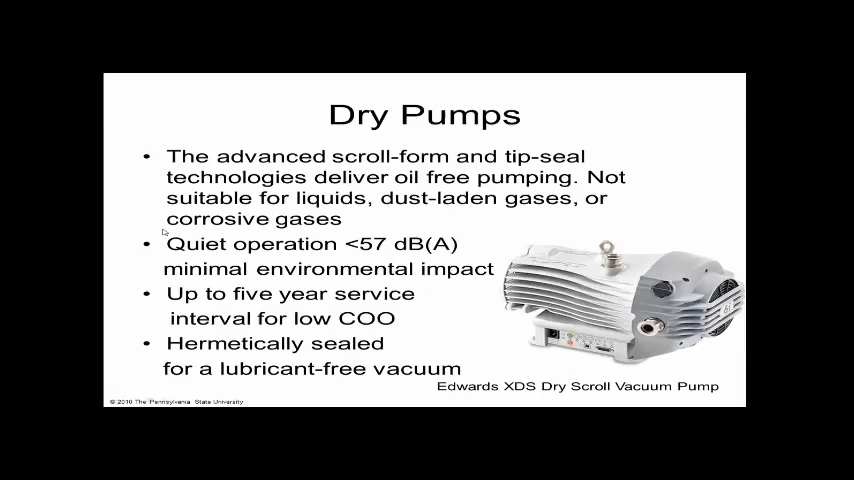 Dry Pumps
• The advanced scroll-form and tip-seal
technologies deliver oil free pumping. Not
suitable for liquids, dust-laden gases, or
corrosive gases
• Quiet operation <57 dB(A)
minimal environmental impact
• Up to five year service
interval for low COO
• Hermetically sealed
for a lubricant-free vacuum
Edwards XDS Dry Scroll Vacuum Pump
© 2010 The Pennsylvania State University